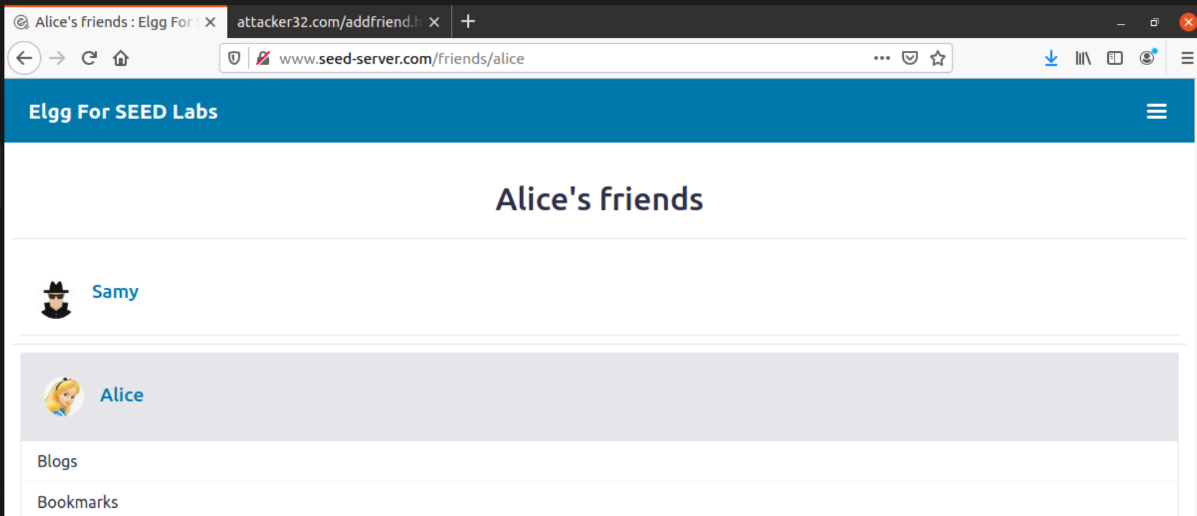 Alice's friends : Elgg For S
attacker32.com/addfriend.h
www.seed-server.com/friends/alice
Elgg For SEED Labs
Alice's friends
Samy
Alice
Blogs
Bookmarks